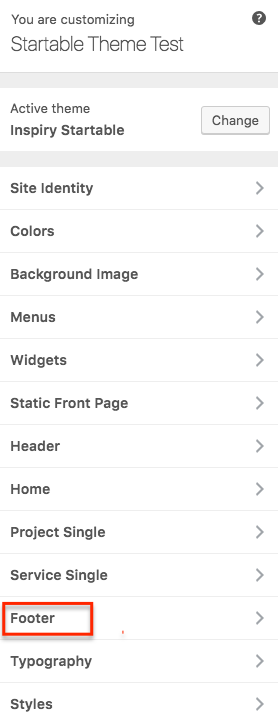 You are customizing
Startable Theme Test
Active theme
Inspiry Startable
Change
Site Identity
Colors
Background Image
Menus
Widgets
Static Front Page
Header
Home
Project Single
Service Single
Footer
Typography
Styles